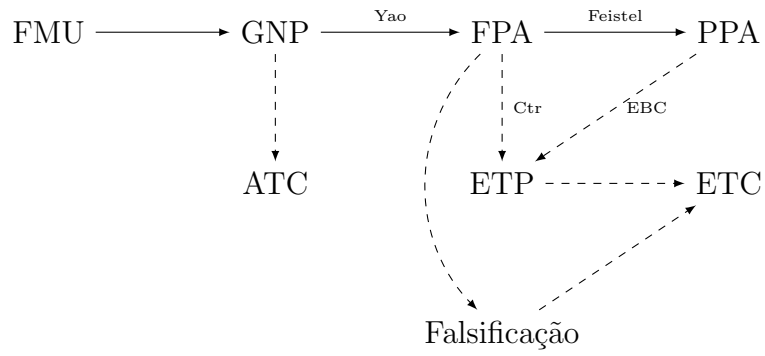 Yao Feistel
FMU GNP FPA PPA
Ctr EBC
ATC ETP ETC
Falsificação